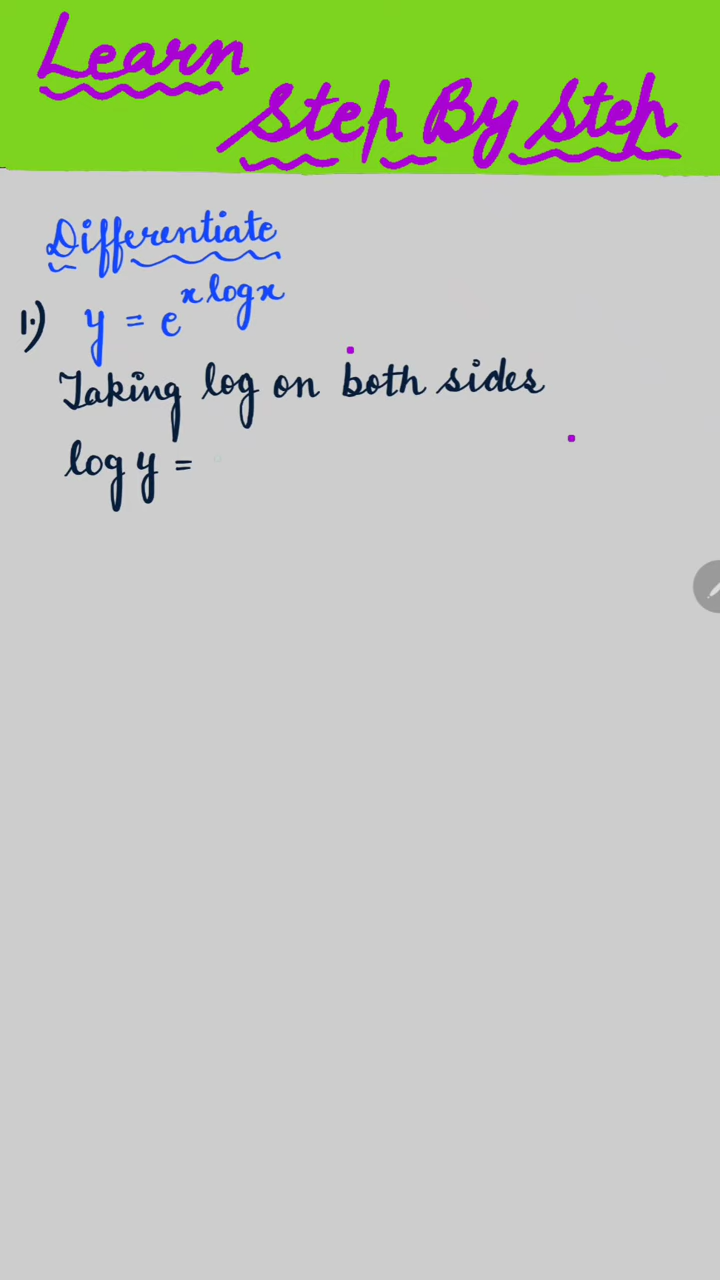 Learn
Step By Step
Differentiate
1.) y = e^{x log x}
Taking log on both sides
log y =